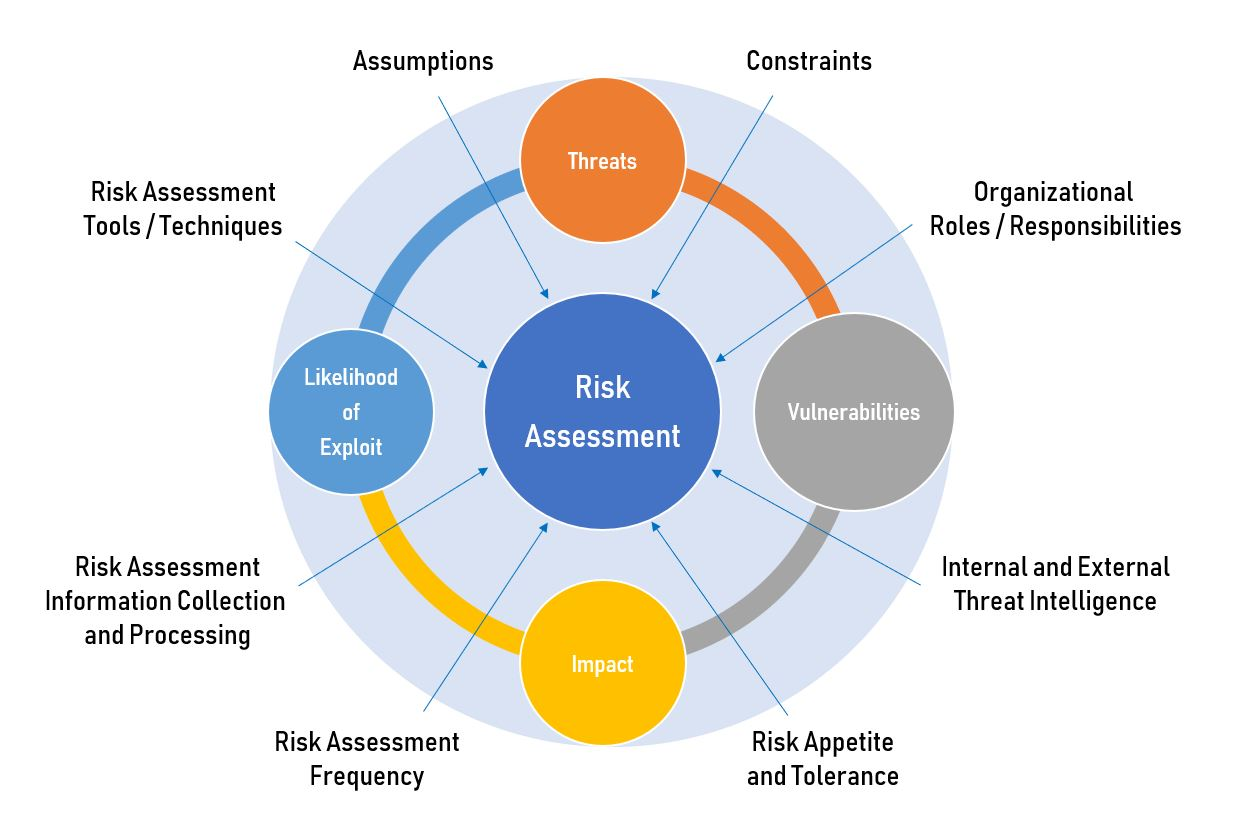 Assumptions
Constraints
Threats
Risk Assessment
Tools / Techniques
Organizational
Roles / Responsibilities
Likelihood
of
Exploit
Risk
Assessment
Vulnerabilities
Risk Assessment
Information Collection
and Processing
Internal and External
Threat Intelligence
Impact
Risk Assessment
Frequency
Risk Appetite
and Tolerance